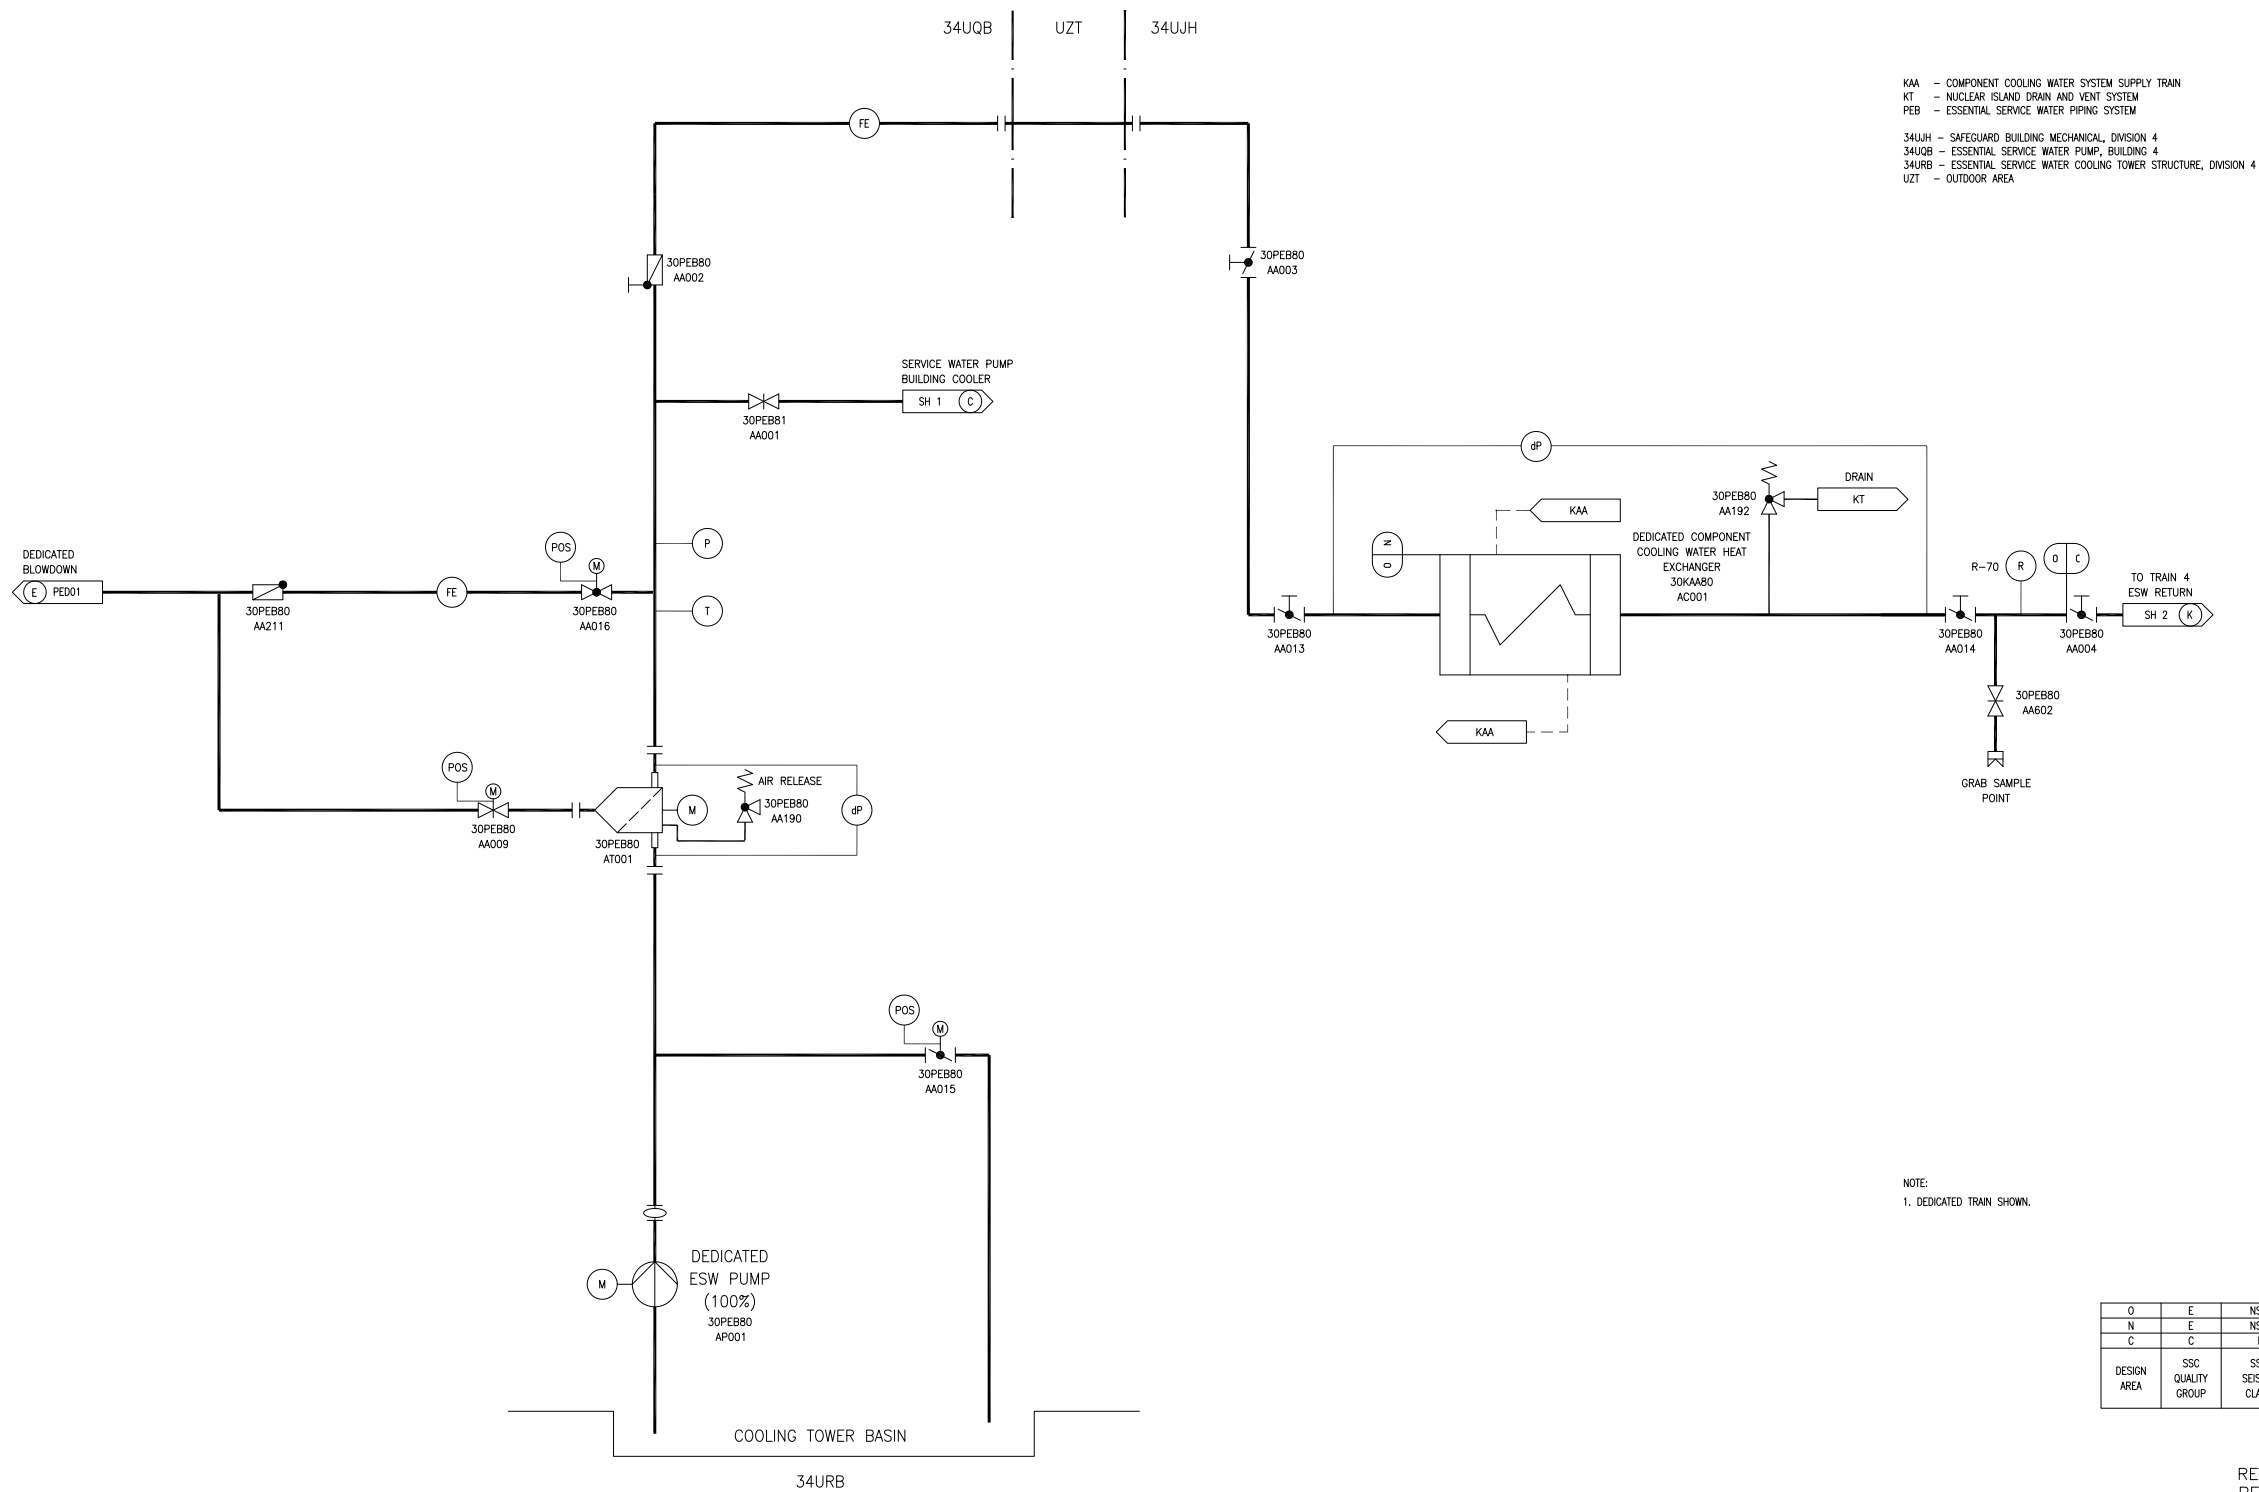 34UQB
UZT
34UJH
KAA – COMPONENT COOLING WATER SYSTEM SUPPLY TRAIN
KT – NUCLEAR ISLAND DRAIN AND VENT SYSTEM
PEB – ESSENTIAL SERVICE WATER PIPING SYSTEM
34UJH – SAFEGUARD BUILDING MECHANICAL, DIVISION 4
34UQB – ESSENTIAL SERVICE WATER PUMP, BUILDING 4
34URB – ESSENTIAL SERVICE WATER COOLING TOWER STRUCTURE, DIVISION 4
UZT – OUTDOOR AREA
FE
30PEB80
AA002
30PEB80
AA003
SERVICE WATER PUMP
BUILDING COOLER
SH 1 C
30PEB81
AA001
dP
DRAIN
KT
30PEB80
AA192
KAA
N
O
DEDICATED COMPONENT
COOLING WATER HEAT
EXCHANGER
30KAA80
AC001
P
POS
M
DEDICATED
BLOWDOWN
E PED01
30PEB80
AA211
FE
30PEB80
AA016
T
R-70
R
O C
TO TRAIN 4
ESW RETURN
SH 2 K
30PEB80
AA013
30PEB80
AA014
30PEB80
AA004
30PEB80
AA602
KAA
GRAB SAMPLE
POINT
POS
M
30PEB80
AA009
AIR RELEASE
30PEB80
AA190
M
dP
30PEB80
AT001
POS
M
30PEB80
AA015
NOTE:
1. DEDICATED TRAIN SHOWN.
M
DEDICATED
ESW PUMP
(100%)
30PEB80
AP001
O E
N E
C C
DESIGN
AREA
SSC
QUALITY
GROUP
COOLING TOWER BASIN
34URB